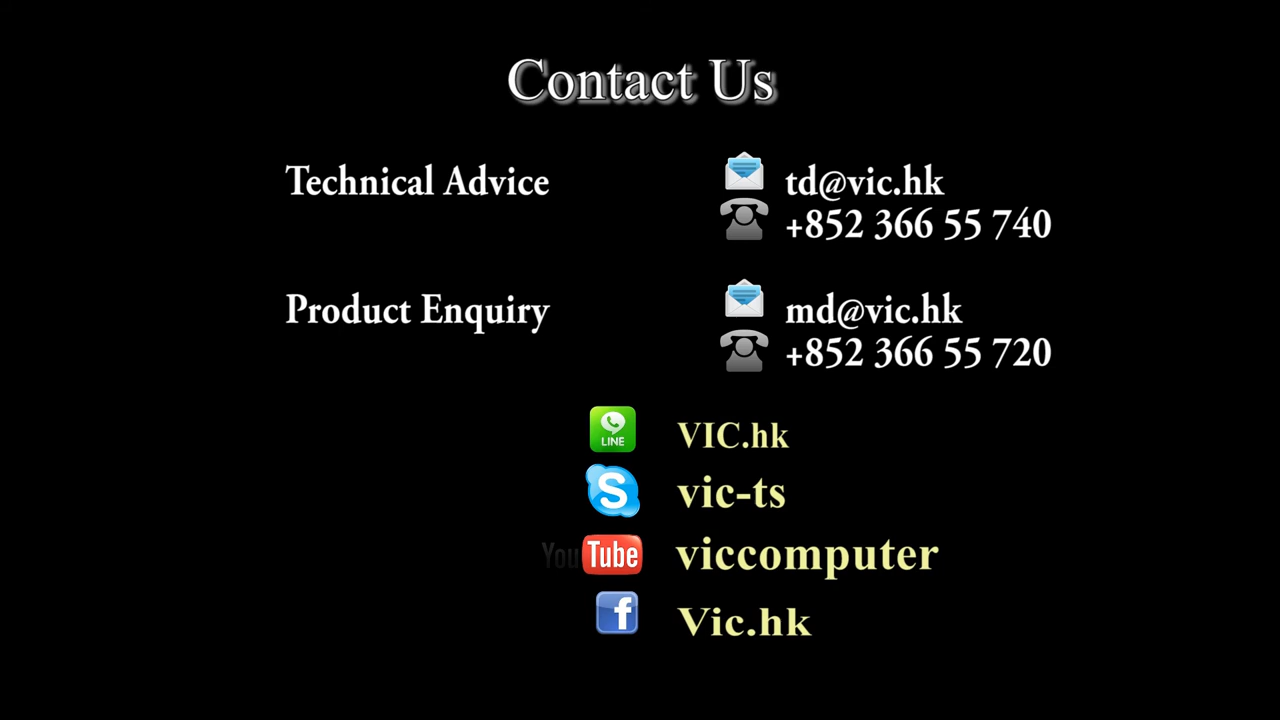 Contact Us
Technical Advice
td@vic.hk
+852 366 55 740
Product Enquiry
md@vic.hk
+852 366 55 720
LINE VIC.hk
S vic-ts
YouTube viccomputer
f Vic.hk